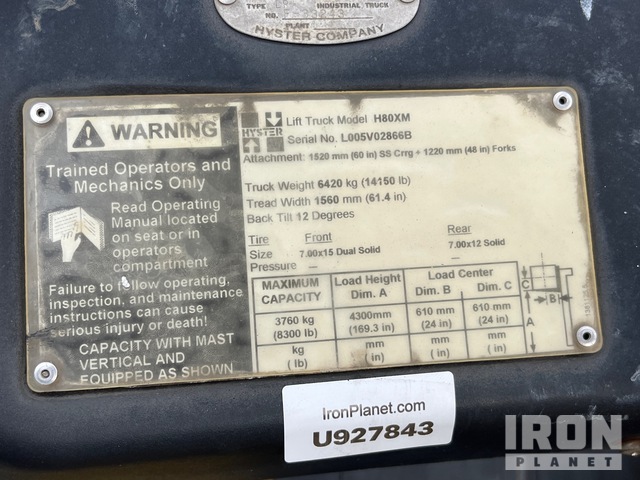 TYPE INDUSTRIAL TRUCK
NO.
PLANT
HYSTER COMPANY
WARNING
Trained Operators and
Mechanics Only
Read Operating
Manual located
on seat or in
operators
compartment
Failure to follow operating,
inspection, and maintenance
instructions can cause
serious injury or death!
CAPACITY WITH MAST
VERTICAL AND
EQUIPPED AS SHOWN
HYSTER
Lift Truck Model H80XM
Serial No. L005V02866B
Attachment: 1520 mm (60 in) SS Crrg + 1220 mm (48 in) Forks
Truck Weight 6420 kg (14150 lb)
Tread Width 1560 mm (61.4 in)
Back Tilt 12 Degrees
Tire Front Rear
Size 7.00x15 Dual Solid 7.00x12 Solid
Pressure — —
MAXIMUM CAPACITY Load Height Dim. A Load Center Dim. B Dim. C
3760 kg 4300mm 610 mm 610 mm
(8300 lb) (169.3 in) (24 in) (24 in)
kg mm mm mm
(lb) (in) (in) (in)
C
B
A
IronPlanet.com
U927843
IRON
PLANET